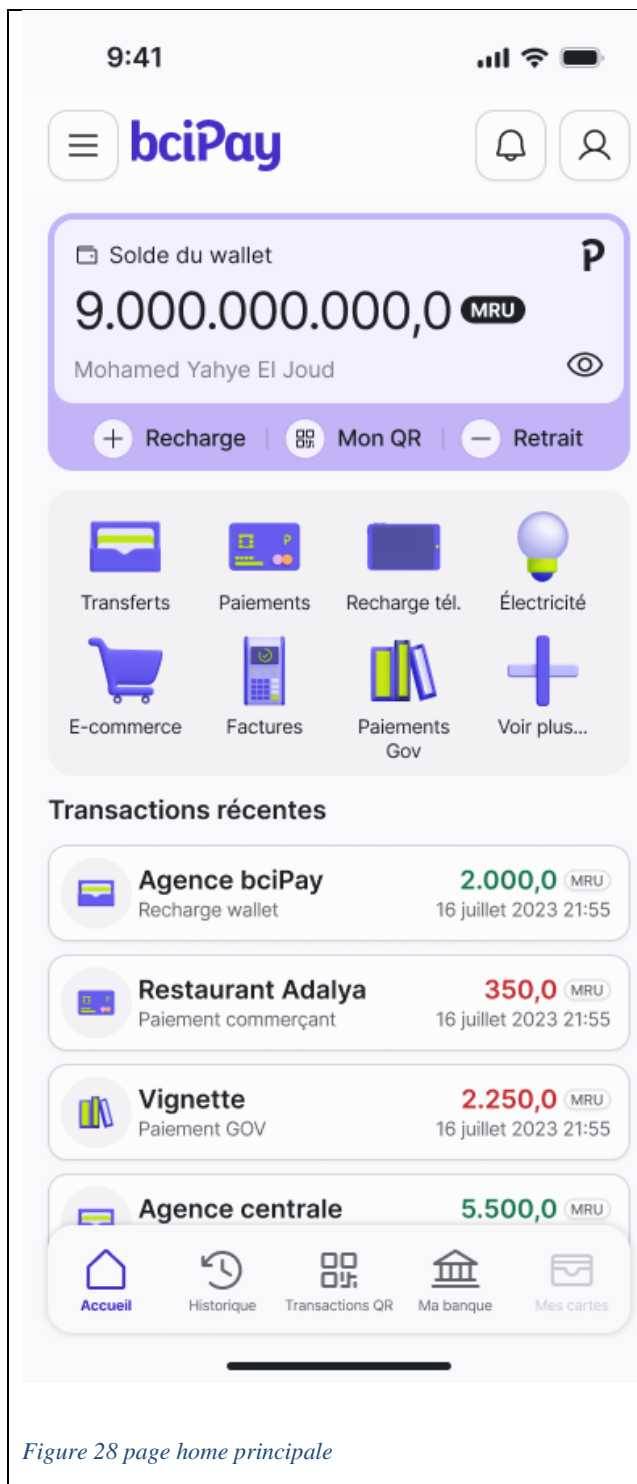 9:41
bciPay
Solde du wallet
9.000.000.000,0 MRU
Mohamed Yahye El Joud
Recharge Mon QR Retrait
Transferts Paiements Recharge tél. Électricité
E-commerce Factures Paiements Gov Voir plus...
Transactions récentes
Agence bciPay 2.000,0 MRU
Recharge wallet 16 juillet 2023 21:55
Restaurant Adalya 350,0 MRU
Paiement commerçant 16 juillet 2023 21:55
Vignette 2.250,0 MRU
Paiement GOV 16 juillet 2023 21:55
Agence centrale 5.500,0 MRU
Accueil Historique Transactions QR Ma banque Mes cartes
Figure 28 page home principale